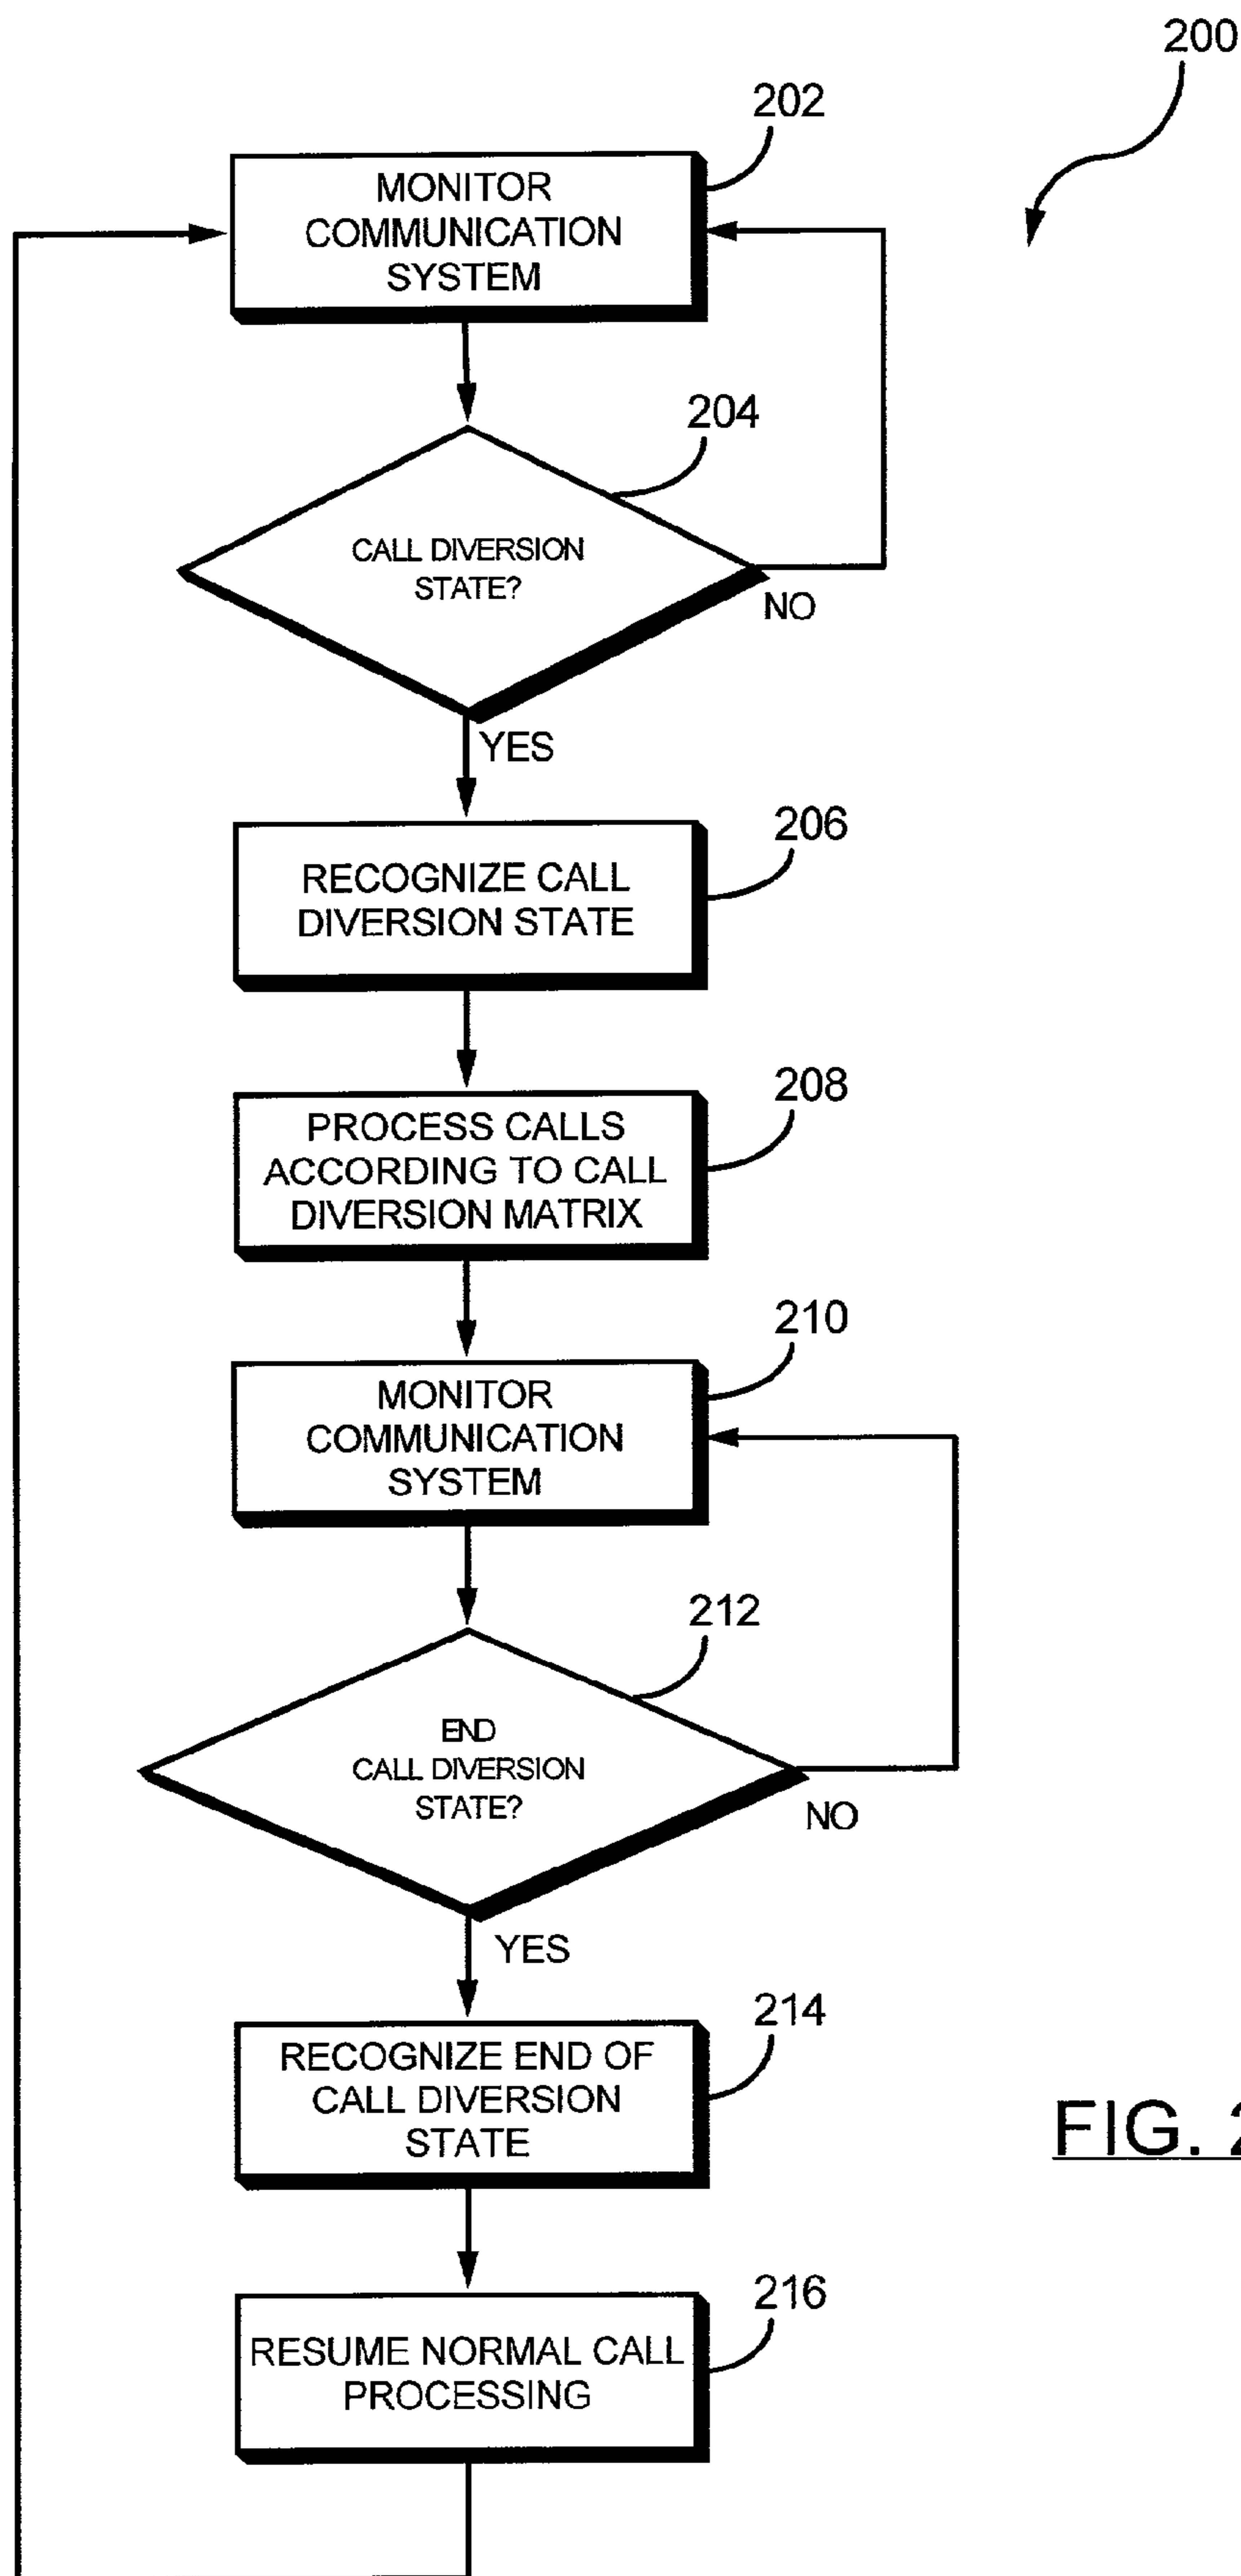 200
202
MONITOR
COMMUNICATION
SYSTEM
204
CALL DIVERSION
STATE?
NO
YES
206
RECOGNIZE CALL
DIVERSION STATE
208
PROCESS CALLS
ACCORDING TO CALL
DIVERSION MATRIX
210
MONITOR
COMMUNICATION
SYSTEM
212
END
CALL DIVERSION
STATE?
NO
YES
214
RECOGNIZE END OF
CALL DIVERSION
STATE
FIG. 2
216
RESUME NORMAL CALL
PROCESSING